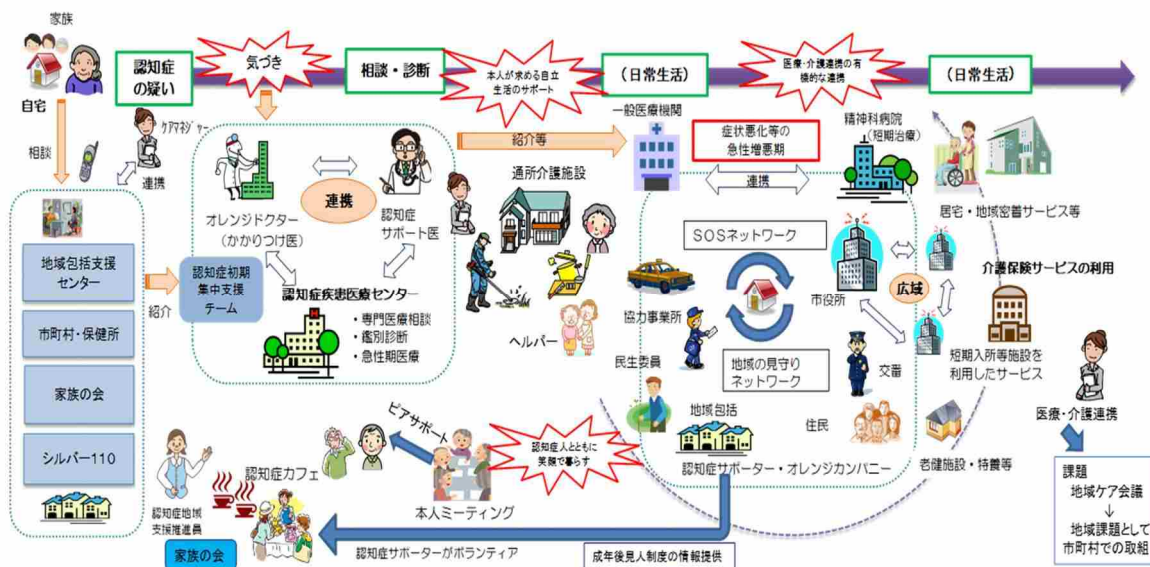 家族
自宅
相談
認知症
の疑い
気づき
相談・診断
本人が求める自立
生活のサポート
(日常生活)
医療・介護連携の有
機的な連携
(日常生活)
ケアマネジャー
連携
地域包括支援
センター
市町村・保健所
家族の会
シルバー110
紹介
認知症初期
集中支援
チーム
オレンジドクター
(かかりつけ医)
連携
認知症
サポート医
認知症疾患医療センター
・専門医療相談
・鑑別診断
・急性期医療
紹介等
通所介護施設
ヘルパー
一般医療機関
症状悪化等の
急性増悪期
連携
精神科病院
(短期治療)
SOSネットワーク
協力事業所
民生委員
地域の見守り
ネットワーク
市役所
広域
交番
住民
地域包括
認知症サポーター・オレンジカンパニー
居宅・地域密着サービス等
介護保険サービスの利用
短期入所等施設を
利用したサービス
老健施設・特養等
医療・介護連携
課題
地域ケア会議
↓
地域課題として
市町村での取組
認知症地域
支援推進員
家族の会
認知症カフェ
ピアサポート
本人ミーティング
認知症人とともに
笑顔で暮らす
認知症サポーターがボランティア
成年後見人制度の情報提供